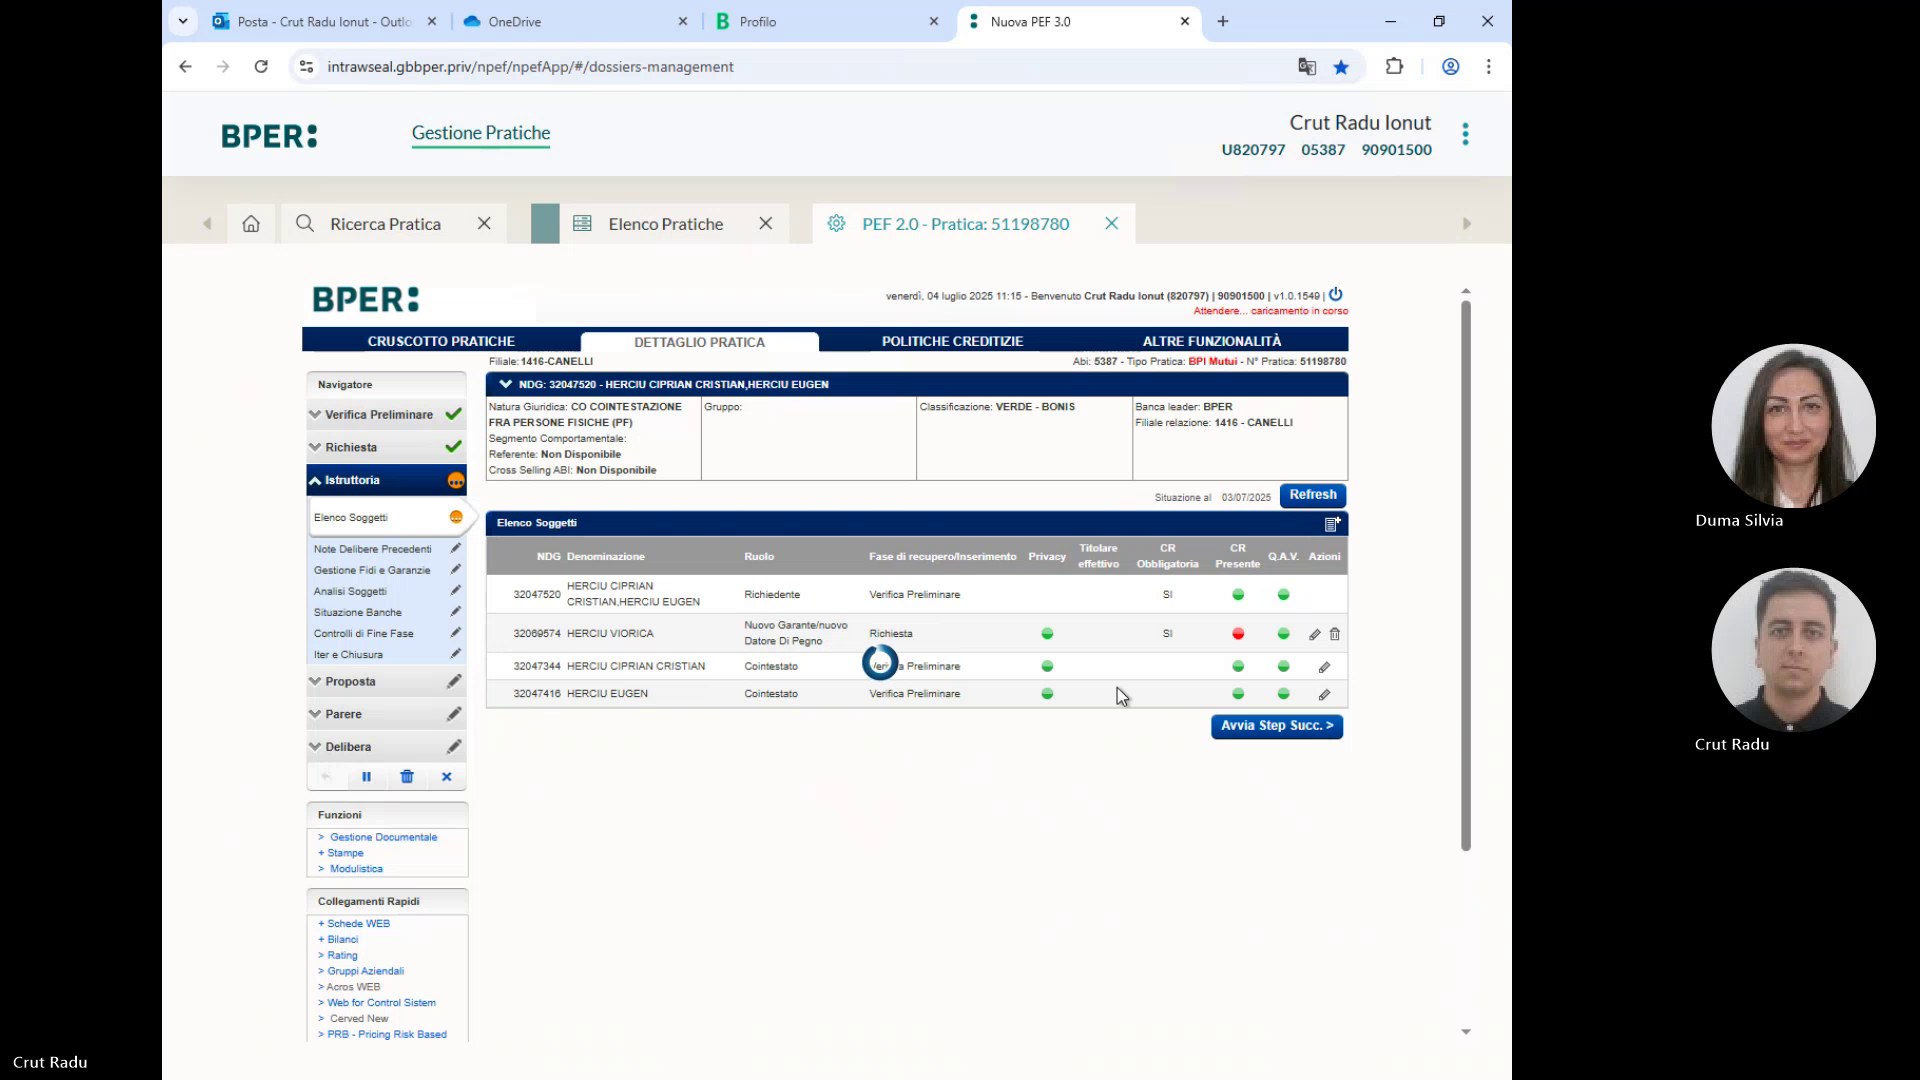 Posta - Crut Radu Ionut - Outlo
OneDrive
Profilo
Nuova PEF 3.0
intrawseal.gbbper.priv/npef/npefApp/#/dossiers-management
BPER:
Gestione Pratiche
Crut Radu Ionut
U820797 05387 90901500
Ricerca Pratica
Elenco Pratiche
PEF 2.0 - Pratica: 51198780
BPER:
venerdì, 04 luglio 2025 11:15 - Benvenuto Crut Radu Ionut (820797) | 90901500 | v1.0.1549 |
Attendere... caricamento in corso
CRUSCOTTO PRATICHE
DETTAGLIO PRATICA
POLITICHE CREDITIZIE
ALTRE FUNZIONALITÀ
Filiale: 1416-CANELLI
Abi: 5387 - Tipo Pratica: BPI Mutui - N° Pratica: 51198780
Navigatore
Verifica Preliminare
Richiesta
Istruttoria
Elenco Soggetti
Note Delibere Precedenti
Gestione Fidi e Garanzie
Analisi Soggetti
Situazione Banche
Controlli di Fine Fase
Iter e Chiusura
Proposta
Parere
Delibera
Funzioni
> Gestione Documentale
+ Stampe
> Modulistica
Collegamenti Rapidi
+ Schede WEB
+ Bilanci
> Rating
> Gruppi Aziendali
> Acros WEB
> Web for Control Sistem
> Cerved New
> PRB - Pricing Risk Based
NDG: 32047520 - HERCIU CIPRIAN CRISTIAN,HERCIU EUGEN
Natura Giuridica: CO COINTESTAZIONE
FRA PERSONE FISICHE (PF)
Segmento Comportamentale:
Referente: Non Disponibile
Cross Selling ABI: Non Disponibile
Gruppo:
Classificazione: VERDE - BONIS
Banca leader: BPER
Filiale relazione: 1416 - CANELLI
Situazione al 03/07/2025
Refresh
Elenco Soggetti
NDG Denominazione Ruolo Fase di recupero/Inserimento Privacy Titolare effettivo CR Obbligatoria CR Presente Q.A.V. Azioni
32047520 HERCIU CIPRIAN CRISTIAN,HERCIU EUGEN Richiedente Verifica Preliminare SI
32069574 HERCIU VIORICA Nuovo Garante/nuovo Datore Di Pegno Richiesta SI
32047344 HERCIU CIPRIAN CRISTIAN Cointestato Preliminare
32047416 HERCIU EUGEN Cointestato Verifica Preliminare
Avvia Step Succ. >
Duma Silvia
Crut Radu
Crut Radu